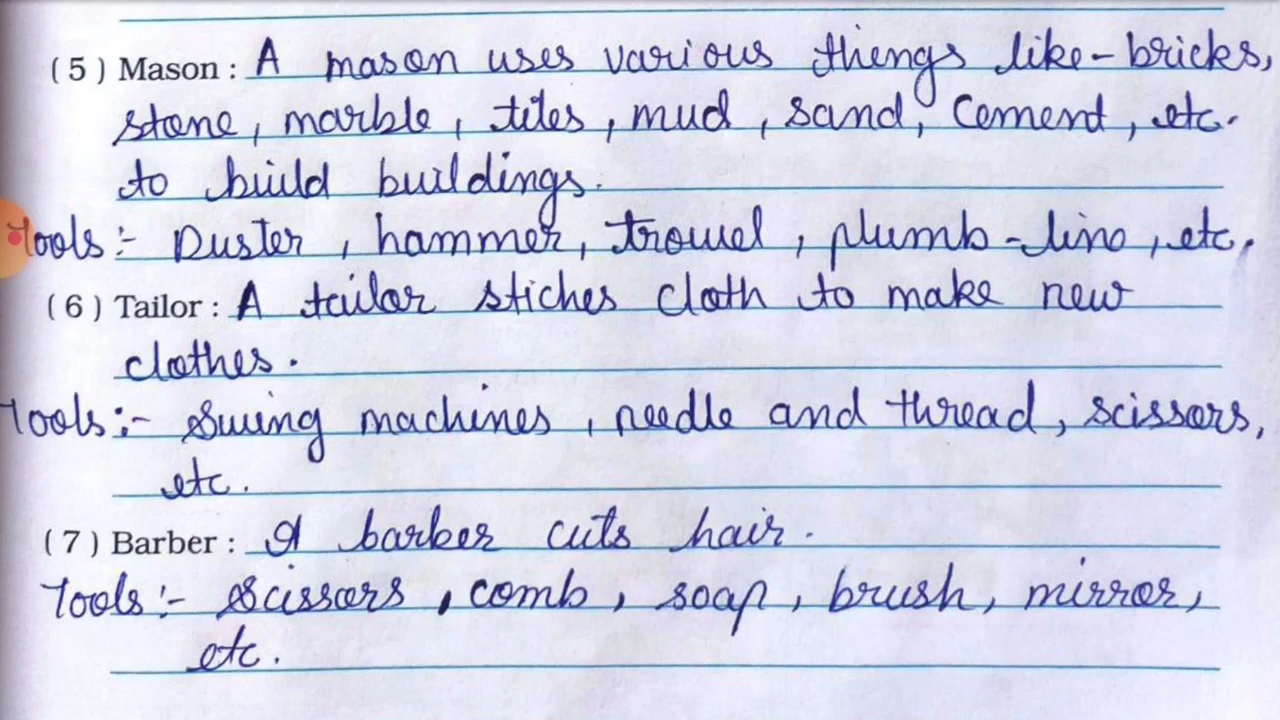 (5) Mason : A mason uses various thengs like-bricks,
stone, marble, tiles, mud, sand, Cement, etc.
to build buildings.
Tools :- Duster, hammer, trowel, plumb-line, etc.
(6) Tailor : A tailor stiches cloth to make new
clothes.
Tools :- Swing machines, needle and thread, scissors,
etc.
(7) Barber : A barber cuts hair.
Tools :- Scissors, comb, soap, brush, mirror,
etc.